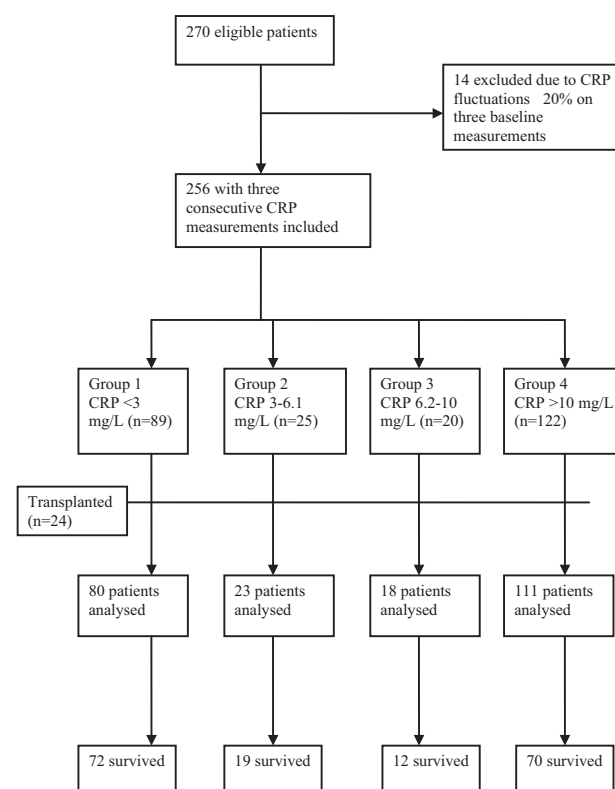 270 eligible patients
14 excluded due to CRP
fluctuations 20% on
three baseline
measurements
256 with three
consecutive CRP
measurements included
Group 1
CRP <3
mg/L (n=89)
Group 2
CRP 3-6.1
mg/L (n=25)
Group 3
CRP 6.2-10
mg/L (n=20)
Group 4
CRP >10 mg/L
(n=122)
Transplanted
(n=24)
80 patients
analysed
23 patients
analysed
18 patients
analysed
111 patients
analysed
72 survived
19 survived
12 survived
70 survived